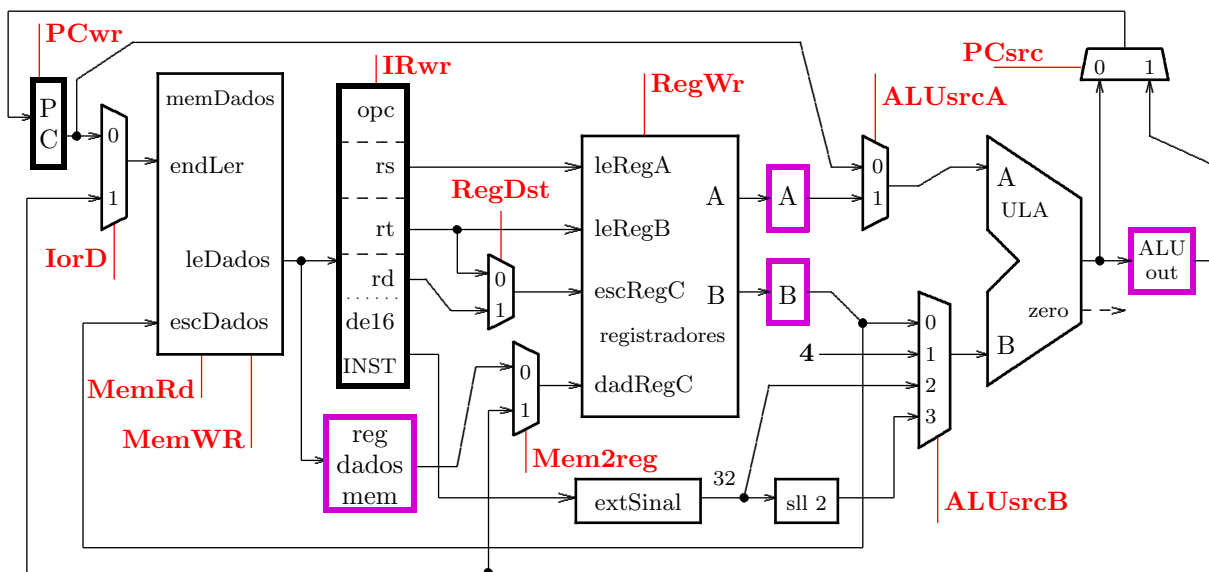 PCwr
PCsrc
IRwr
RegWr
ALUsrcA
0 1
P
C
memDados
opc
0
endLer
rs
leRegA
0
1
RegDst
A
A
1
A
ULA
rt
leRegB
IorD
leDados
rd
0
escRegC
B
B
ALU
out
1
escDados
de16
registradores
0
zero
4
1
B
INST
0
dadRegC
2
MemRd
1
3
MemWR
reg
dados
mem
Mem2reg
32
extSinal
sll 2
ALUsrcB